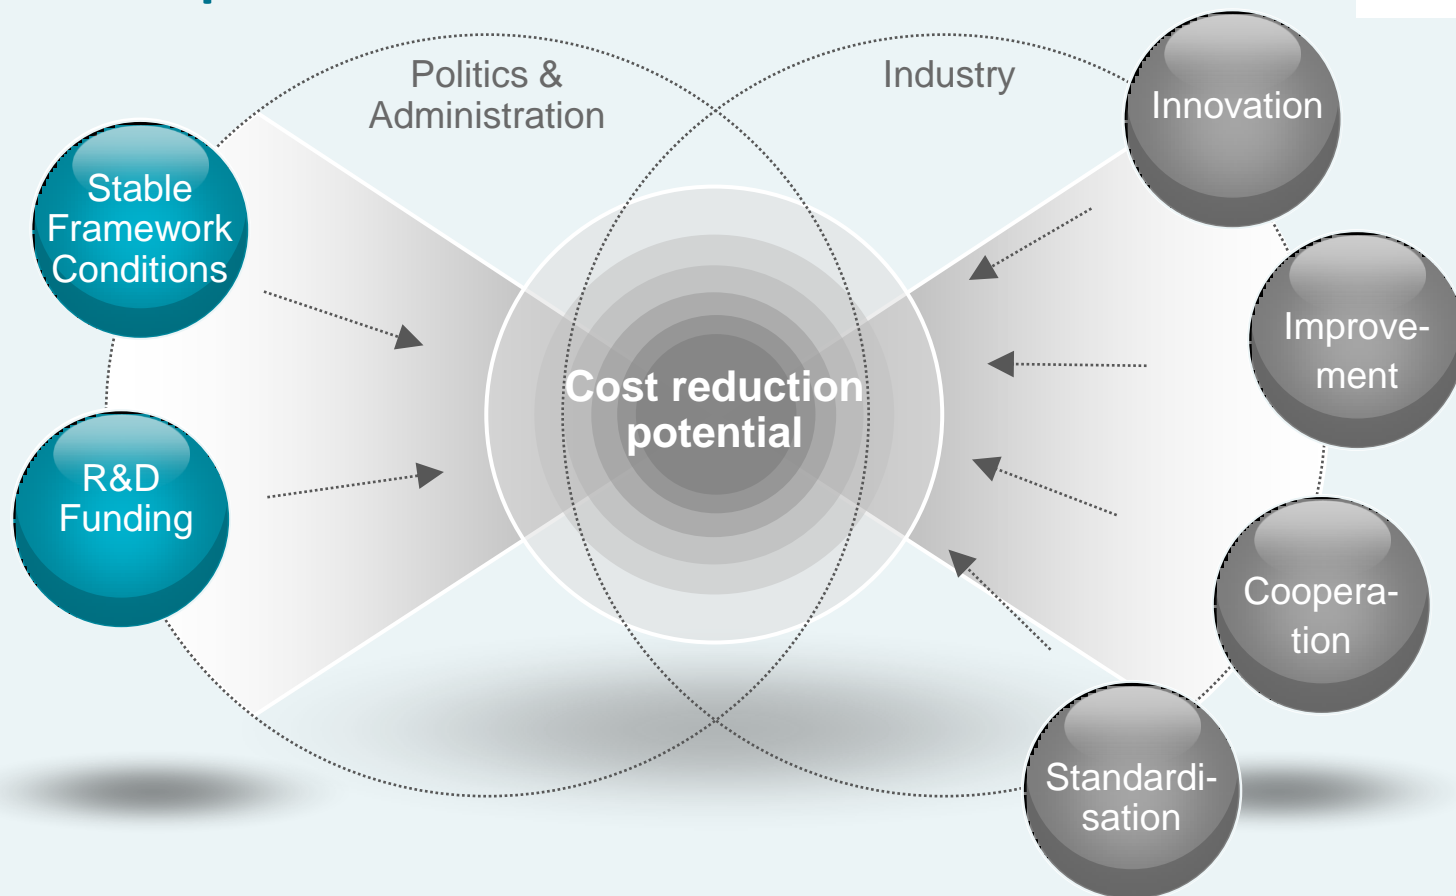 Politics &
Administration
Industry
Innovation
Stable
Framework
Conditions
Improve-
ment
Cost reduction
potential
R&D
Funding
Coopera-
tion
Standardi-
sation